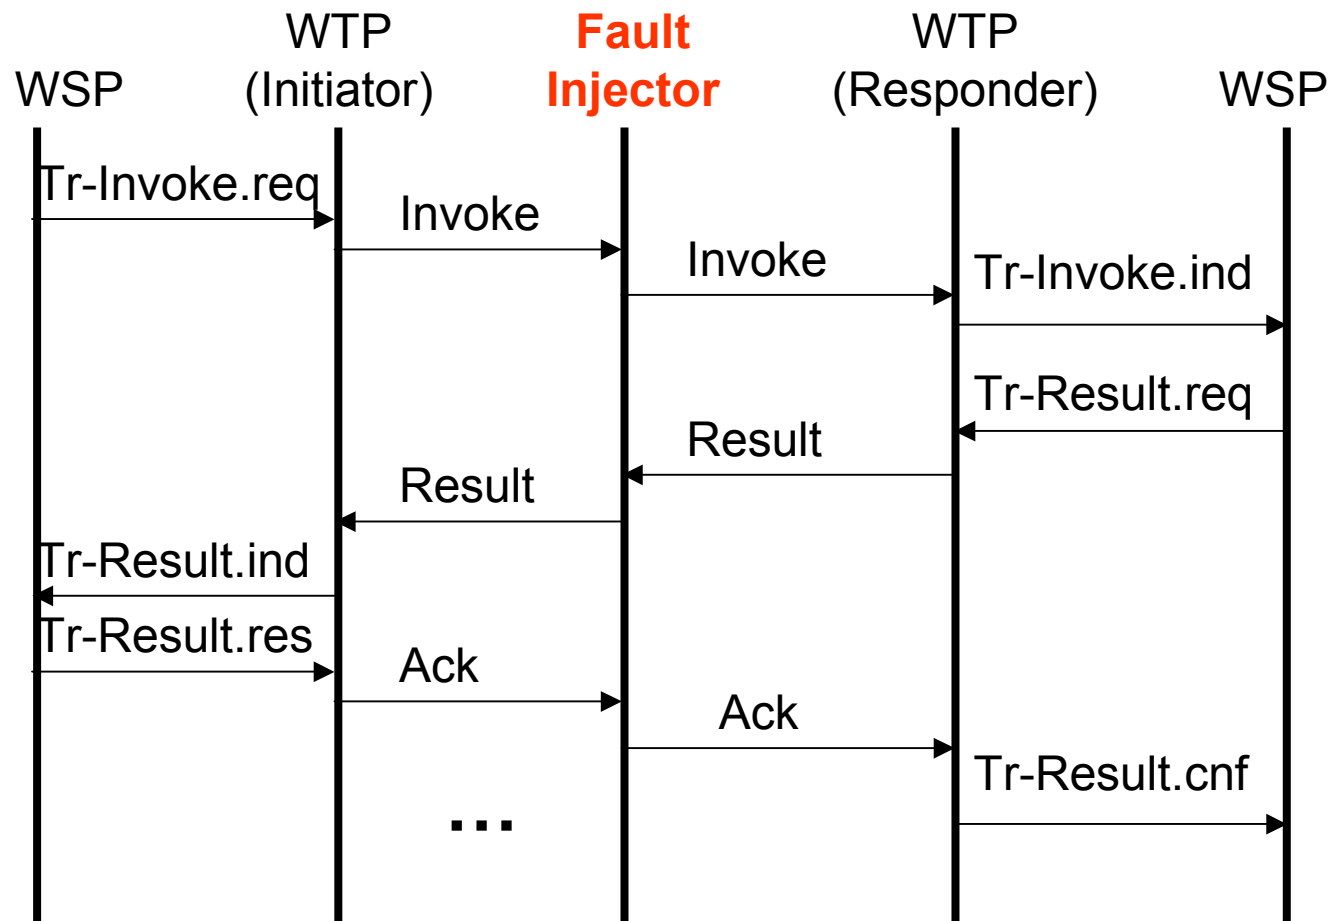 WTP
Fault
WTP
WSP
(Initiator)
Injector
(Responder)
WSP
Tr-Invoke.req
Invoke
Invoke
Tr-Invoke.ind
Tr-Result.req
Result
Result
Tr-Result.ind
Tr-Result.res
Ack
Ack
Tr-Result.cnf
...